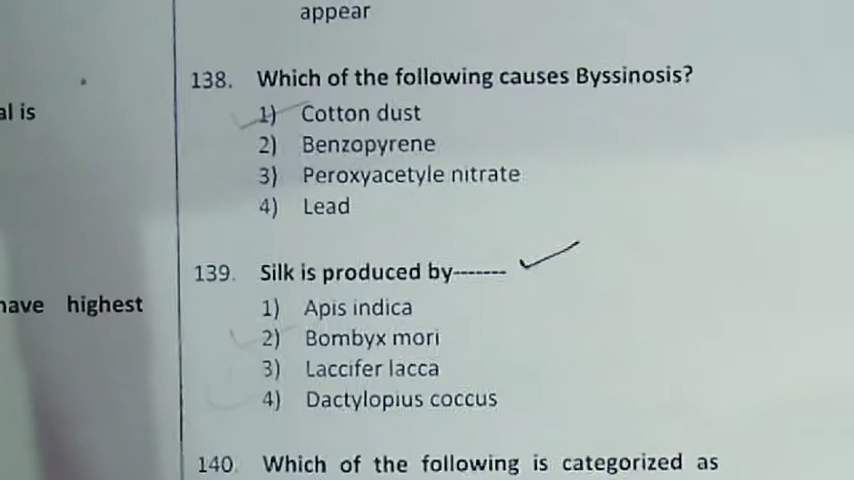 appear
138. Which of the following causes Byssinosis?
al is
1) Cotton dust
2) Benzopyrene
3) Peroxyacetyle nitrate
4) Lead
139. Silk is produced by-------
have highest
1) Apis indica
2) Bombyx mori
3) Laccifer lacca
4) Dactylopius coccus
140. Which of the following is categorized as